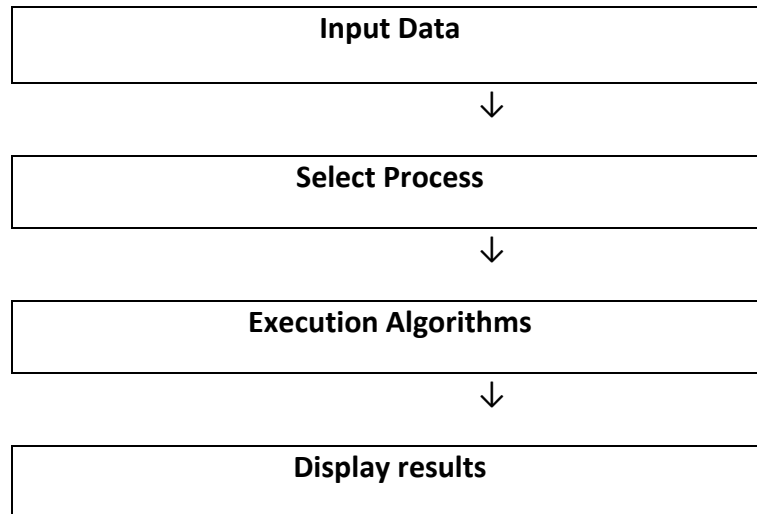 Input Data
↓
Select Process
↓
Execution Algorithms
↓
Display results